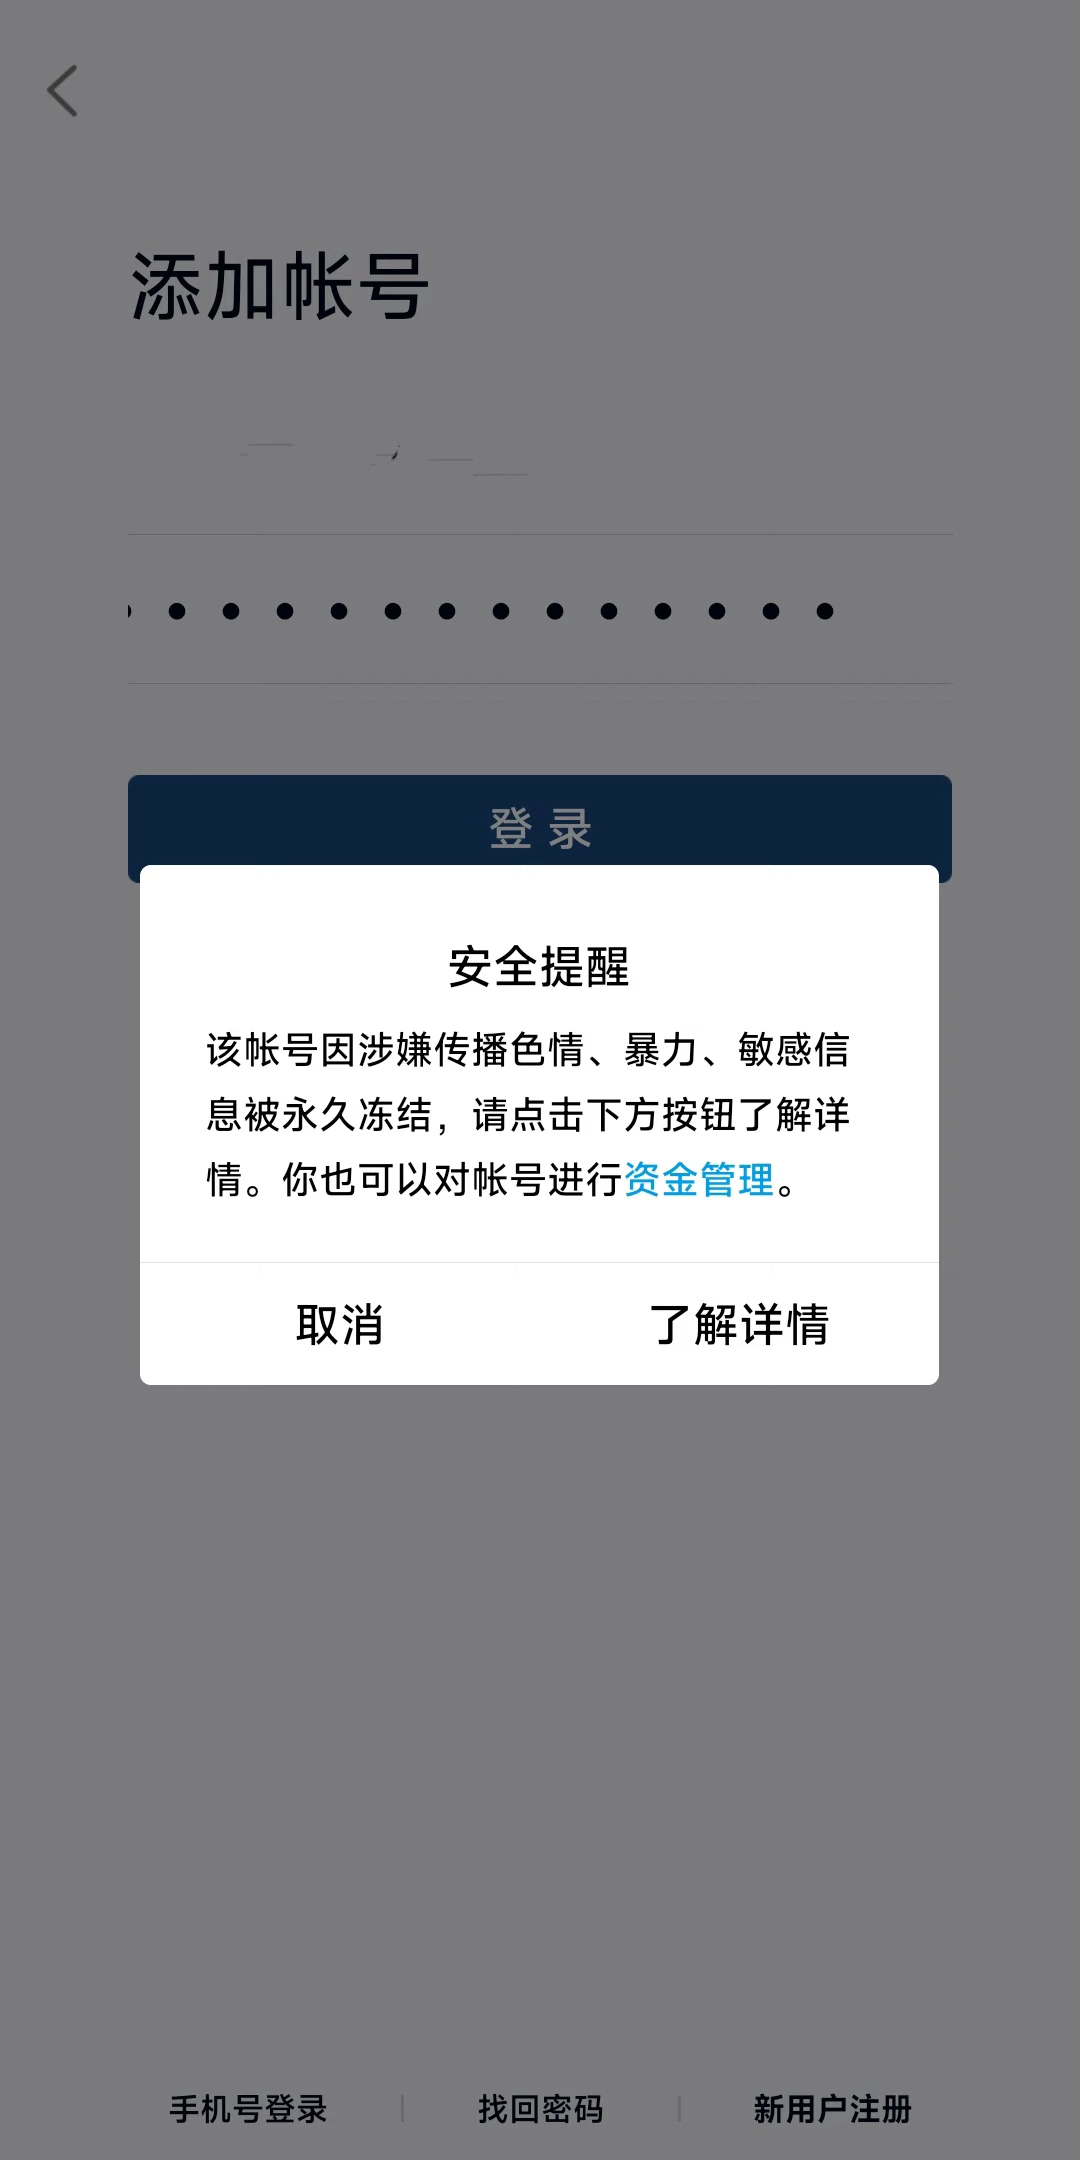 添加帐号
登录
安全提醒
该帐号因涉嫌传播色情、暴力、敏感信
息被永久冻结，请点击下方按钮了解详
情。你也可以对帐号进行资金管理。
取消
了解详情
手机号登录
找回密码
新用户注册